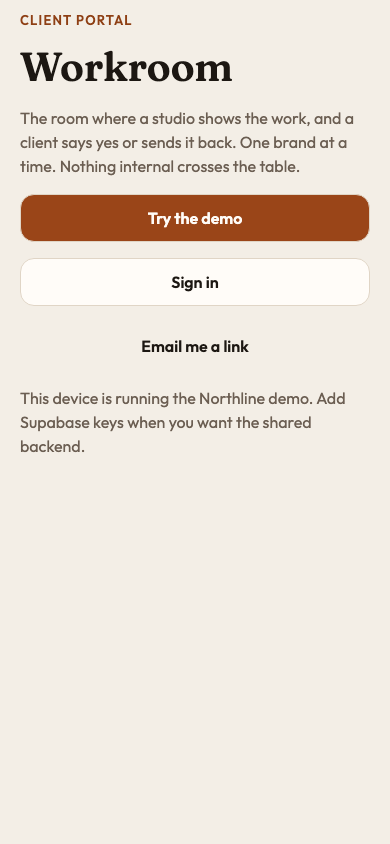 CLIENT PORTAL
Workroom
The room where a studio shows the work, and a
client says yes or sends it back. One brand at a
time. Nothing internal crosses the table.
Try the demo
Sign in
Email me a link
This device is running the Northline demo. Add
Supabase keys when you want the shared
backend.